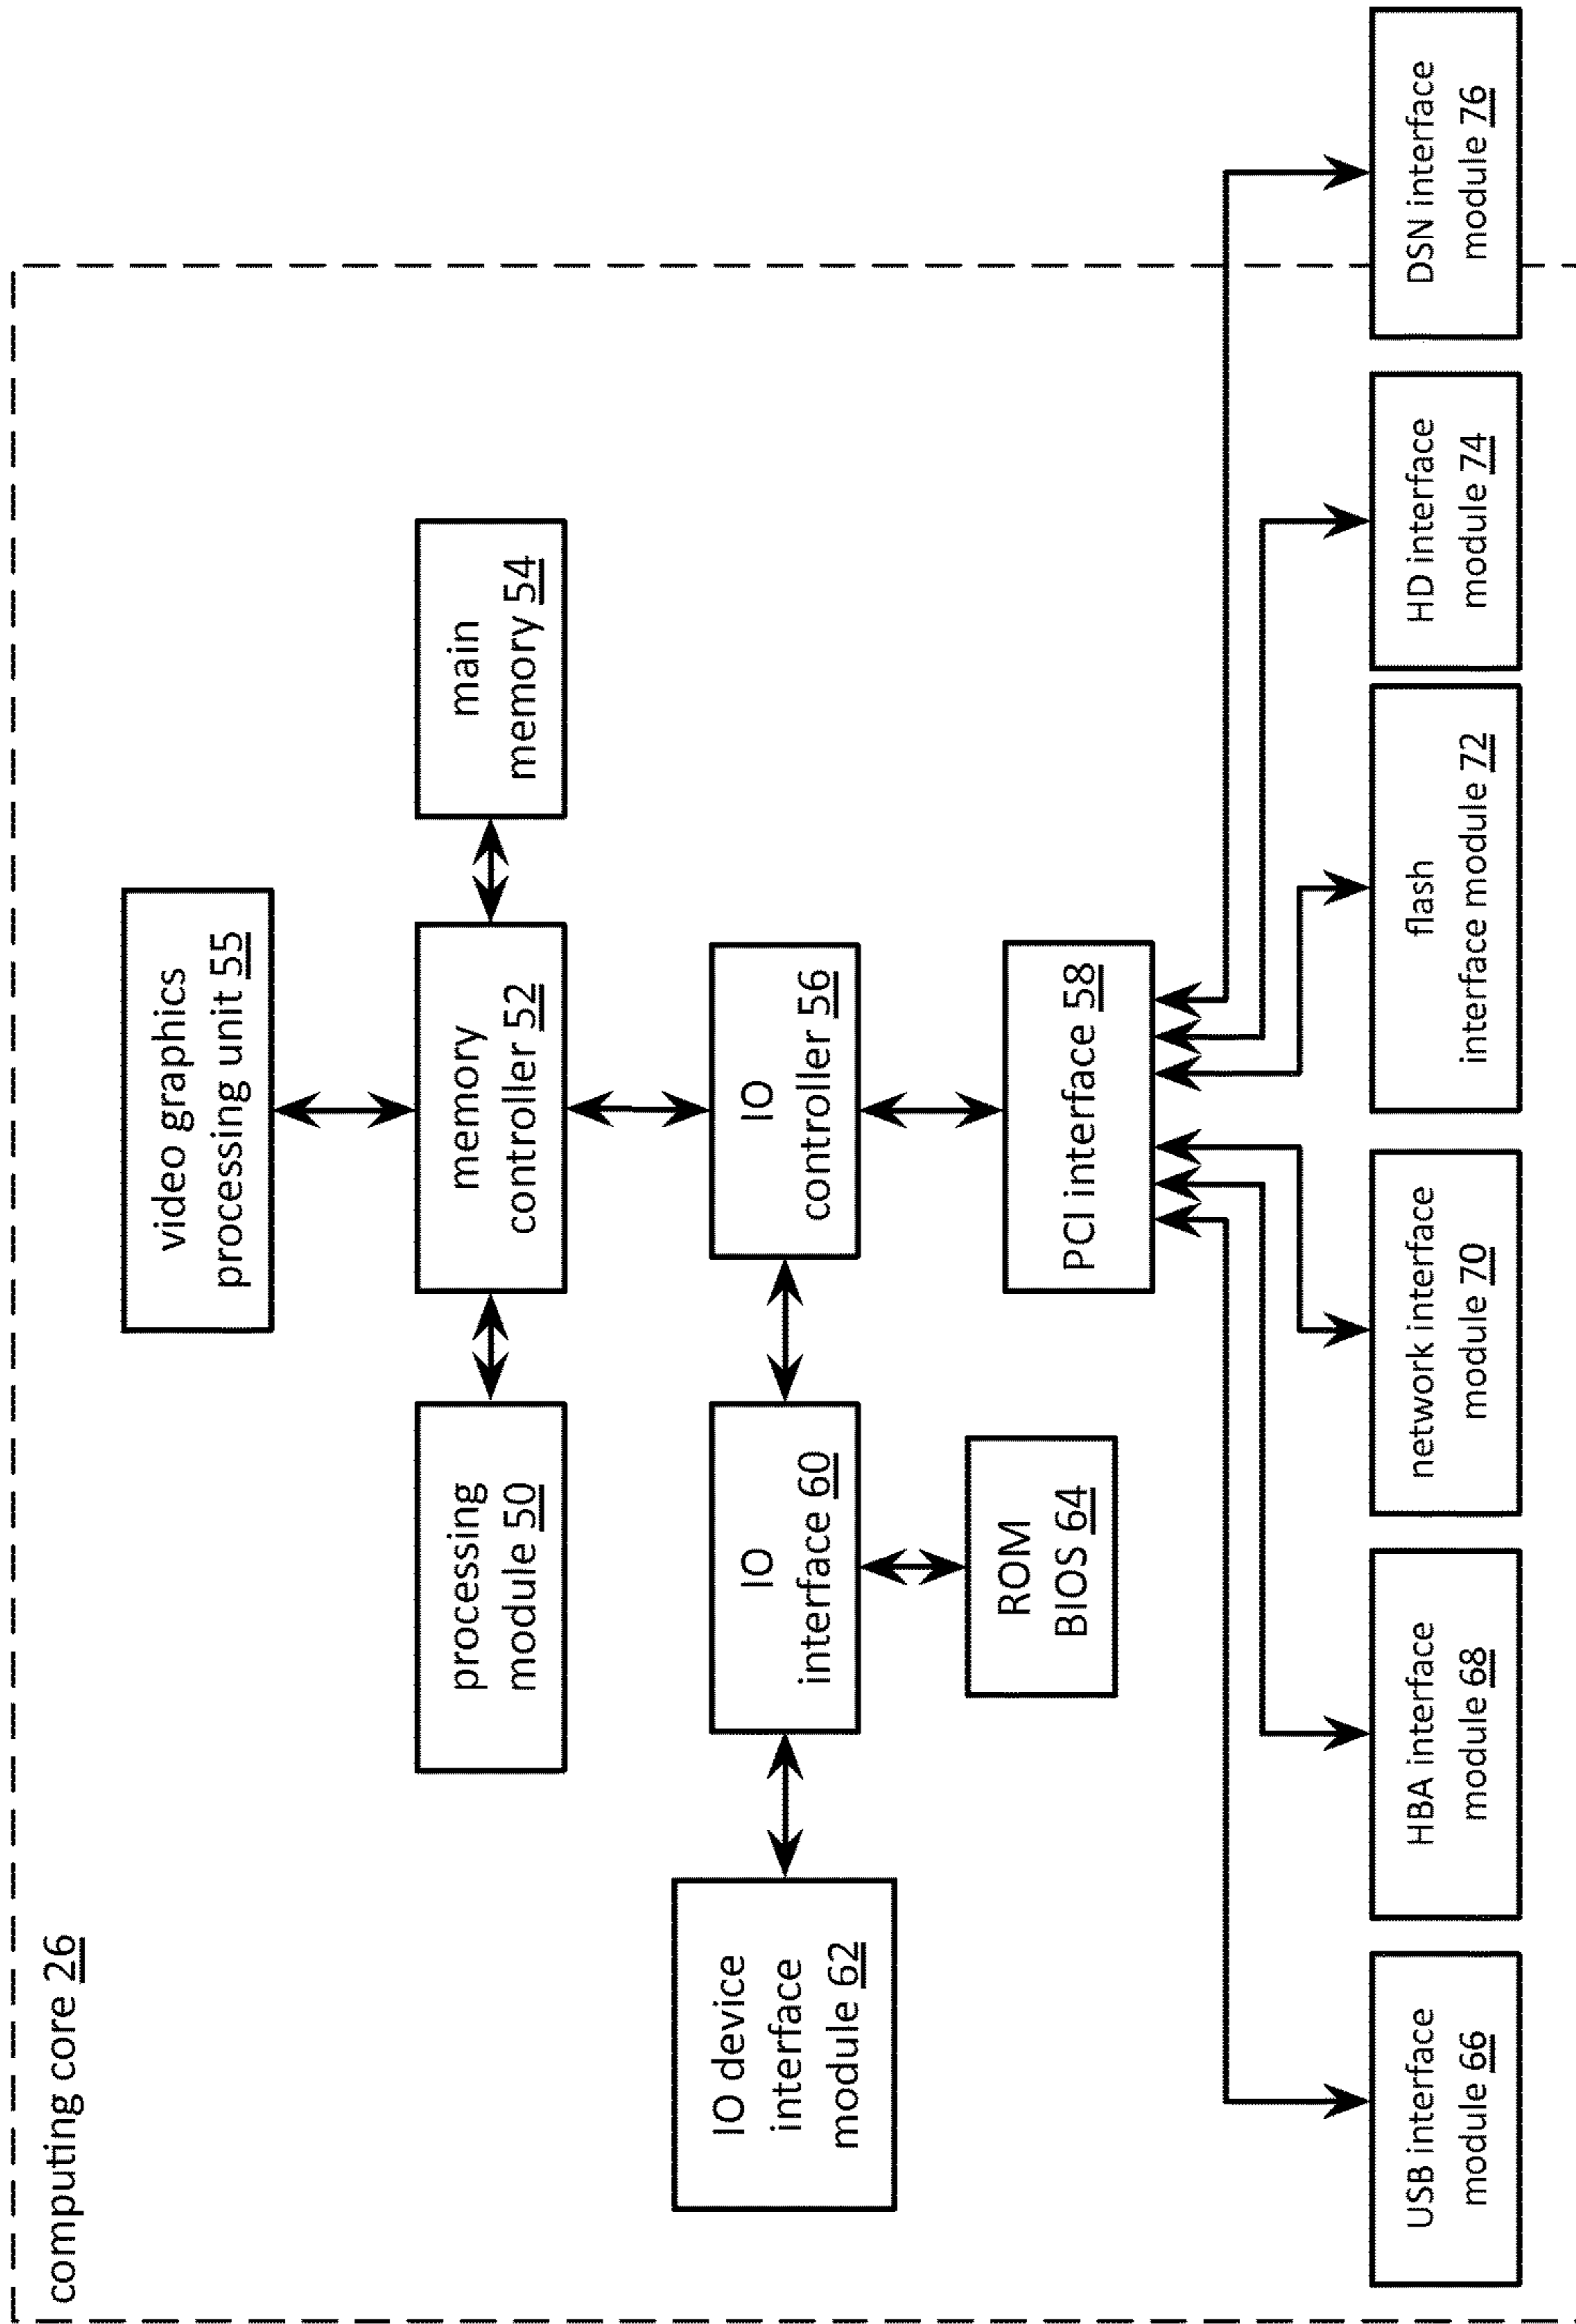 computing core 26
video graphics
processing unit 55
processing
module 50
memory
controller 52
main
memory 54
IO device
interface
module 62
IO
interface 60
IO
controller 56
ROM
BIOS 64
PCI interface 58
USB interface
module 66
HBA interface
module 68
network interface
module 70
flash
interface module 72
HD interface
module 74
DSN interface
module 76